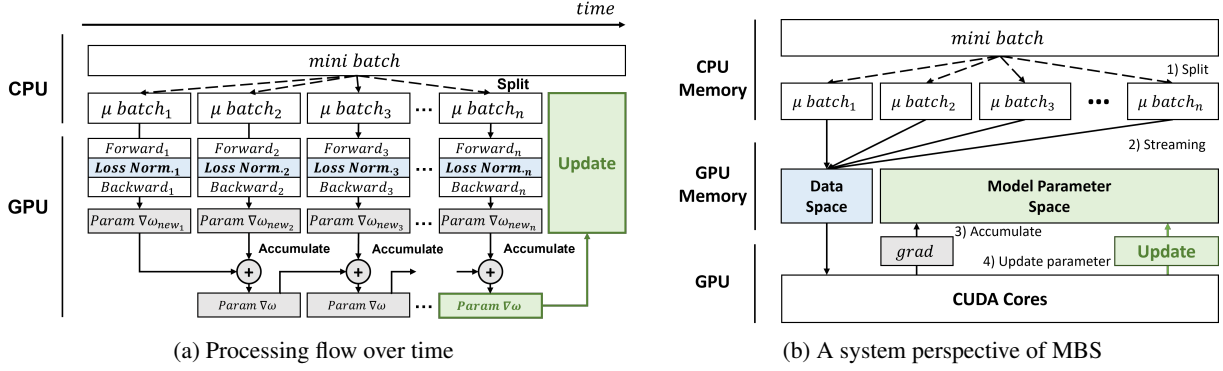 time
CPU
GPU
mini batch
Split
μ batch₁
μ batch₂
μ batch₃
...
μ batchₙ
Forward₁
Forward₂
Forward₃
Forwardₙ
Loss Norm.₁
Loss Norm.₂
Loss Norm.₃
...
Loss Norm.ₙ
Backward₁
Backward₂
Backward₃
Backwardₙ
Update
Param ∇ω_new₁
Param ∇ω_new₂
Param ∇ω_new₃
...
Param ∇ω_newₙ
Accumulate
Accumulate
Accumulate
+
+
+
Param ∇ω
Param ∇ω
...
Param ∇ω
(a) Processing flow over time
CPU
Memory
GPU
Memory
GPU
mini batch
1) Split
μ batch₁
μ batch₂
μ batch₃
...
μ batchₙ
2) Streaming
Data
Space
Model Parameter
Space
3) Accumulate
grad
4) Update parameter
Update
CUDA Cores
(b) A system perspective of MBS